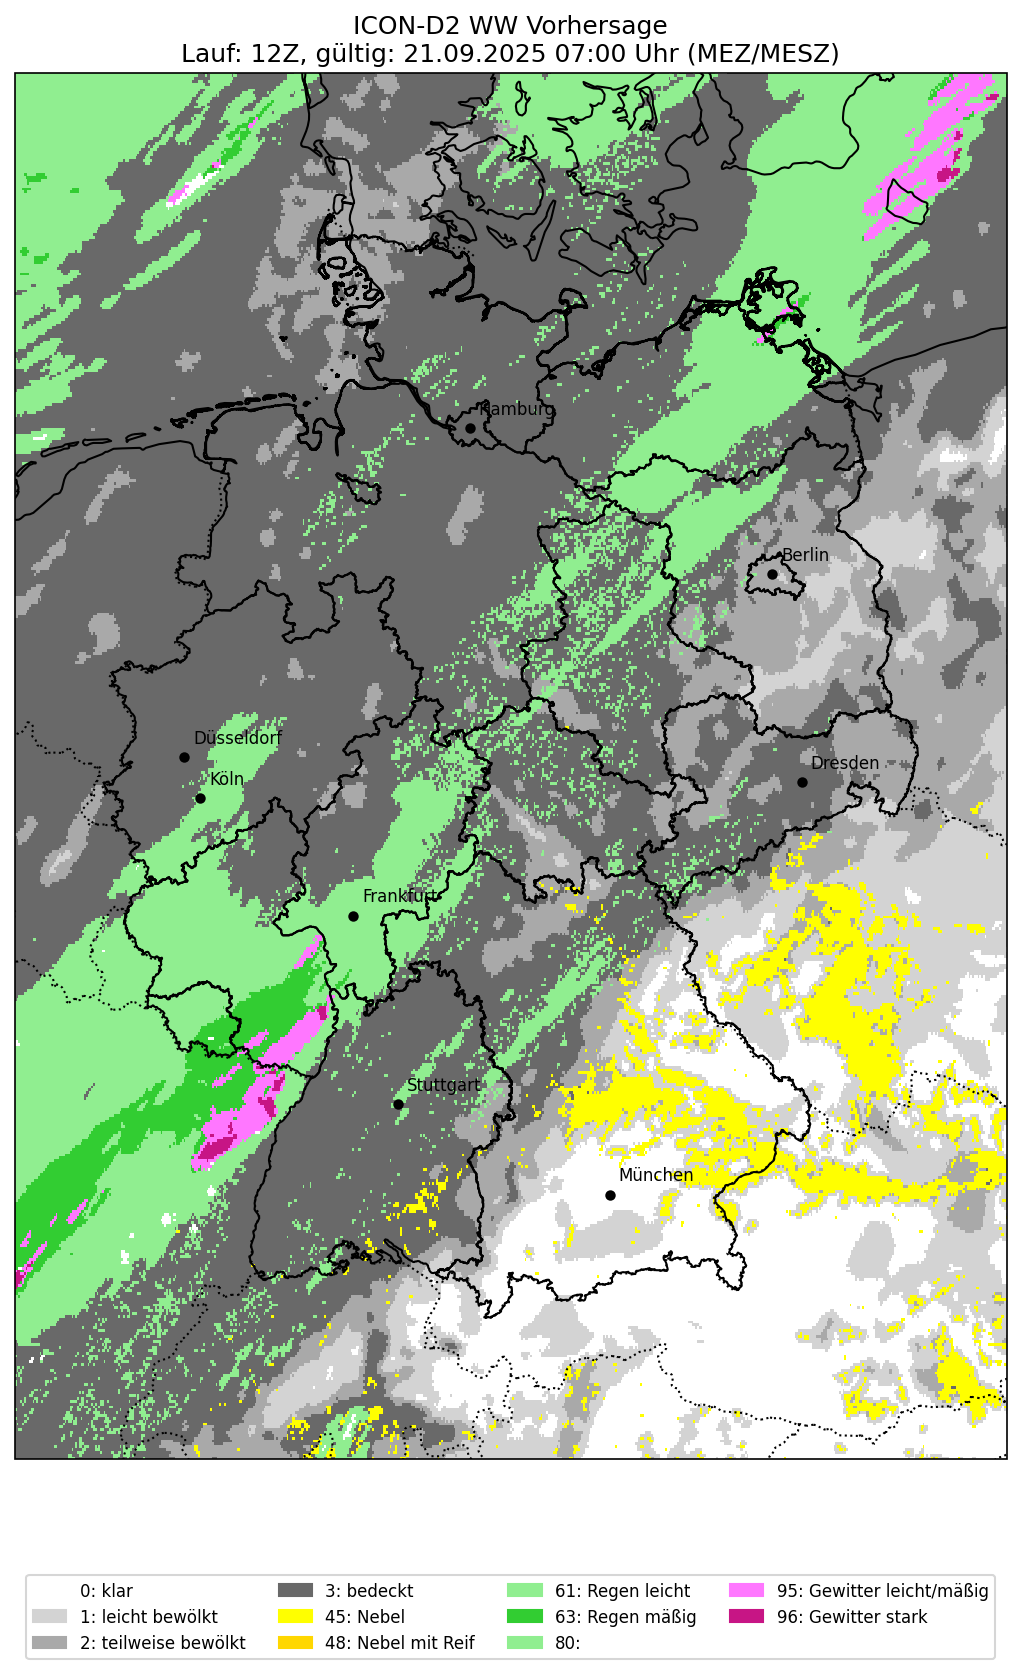 ICON-D2 WW Vorhersage
Lauf: 12Z, gültig: 21.09.2025 07:00 Uhr (MEZ/MESZ)
Hamburg
Berlin
Düsseldorf
Köln
Dresden
Frankfurt
Stuttgart
München
0: klar
1: leicht bewölkt
2: teilweise bewölkt
3: bedeckt
45: Nebel
48: Nebel mit Reif
61: Regen leicht
63: Regen mäßig
80:
95: Gewitter leicht/mäßig
96: Gewitter stark